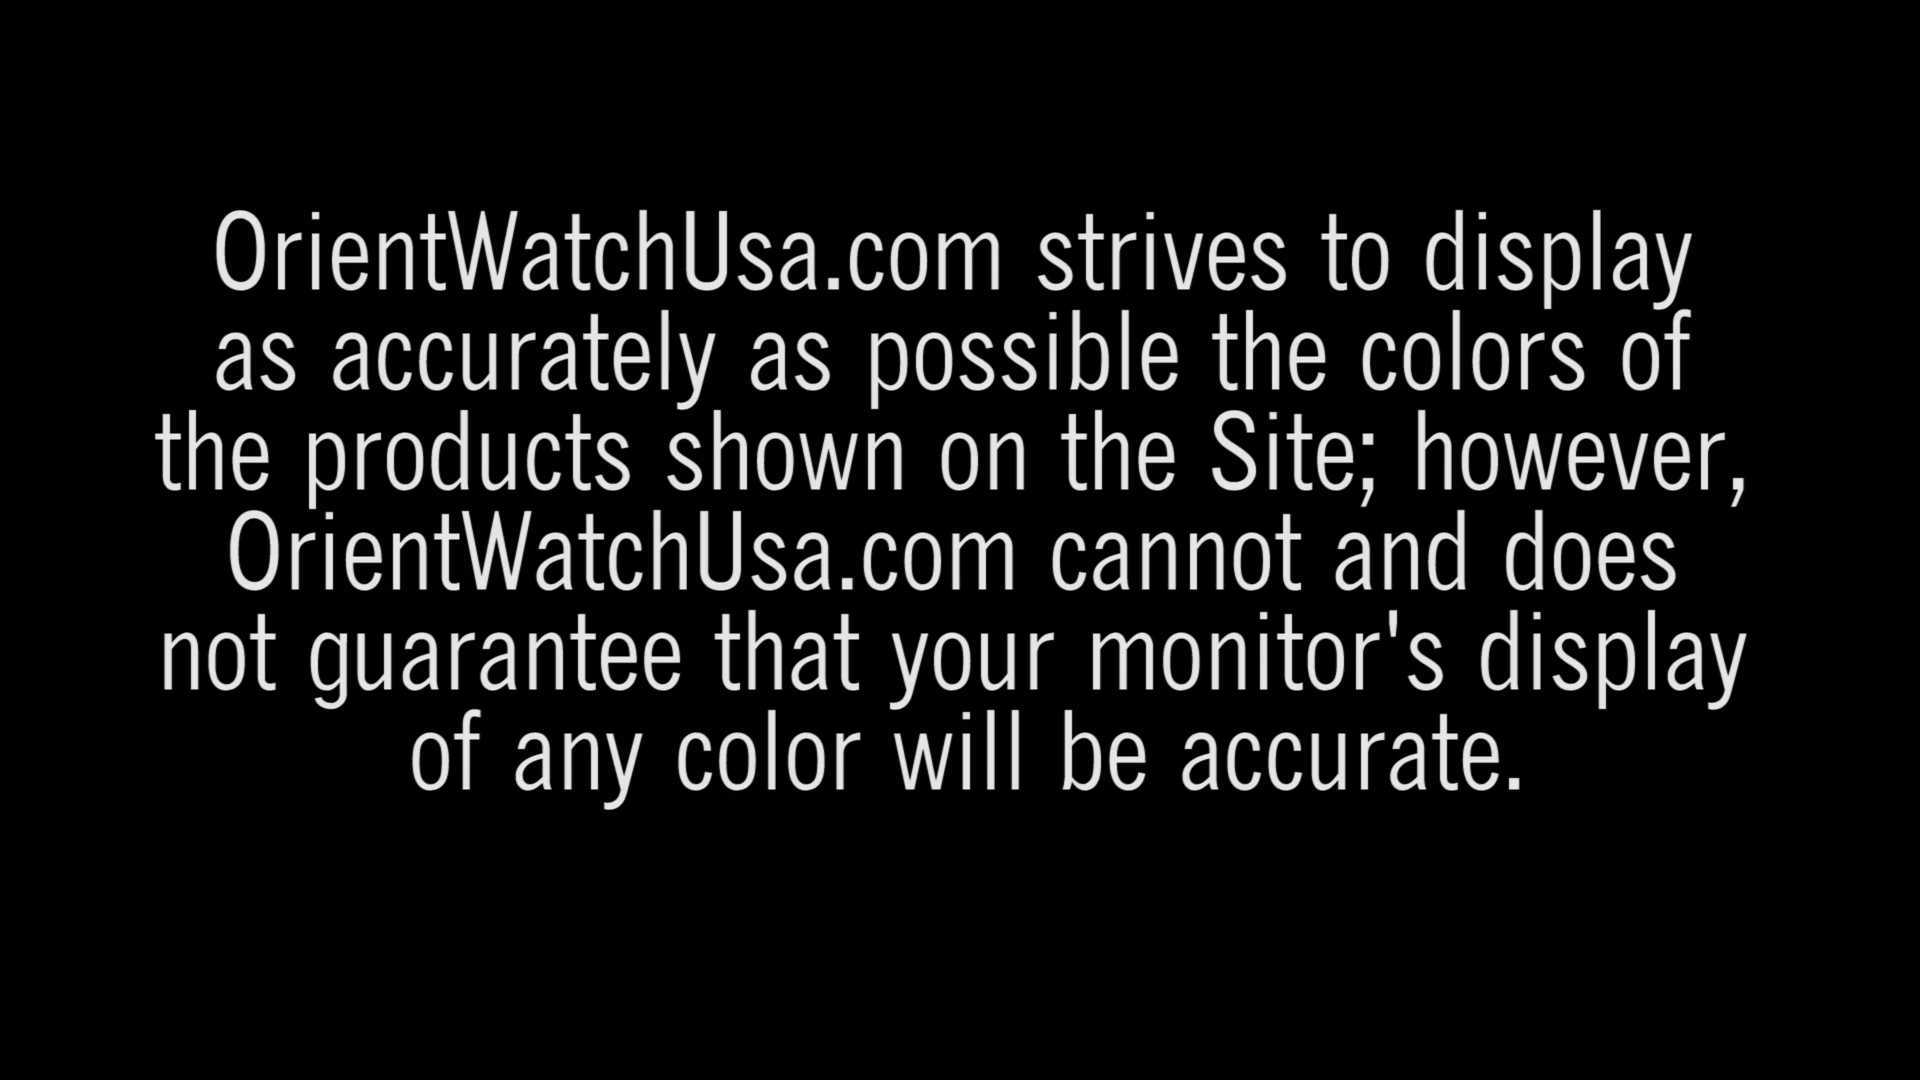 OrientWatchUsa.com strives to display
as accurately as possible the colors of
the products shown on the Site; however,
OrientWatchUsa.com cannot and does
not guarantee that your monitor's display
of any color will be accurate.